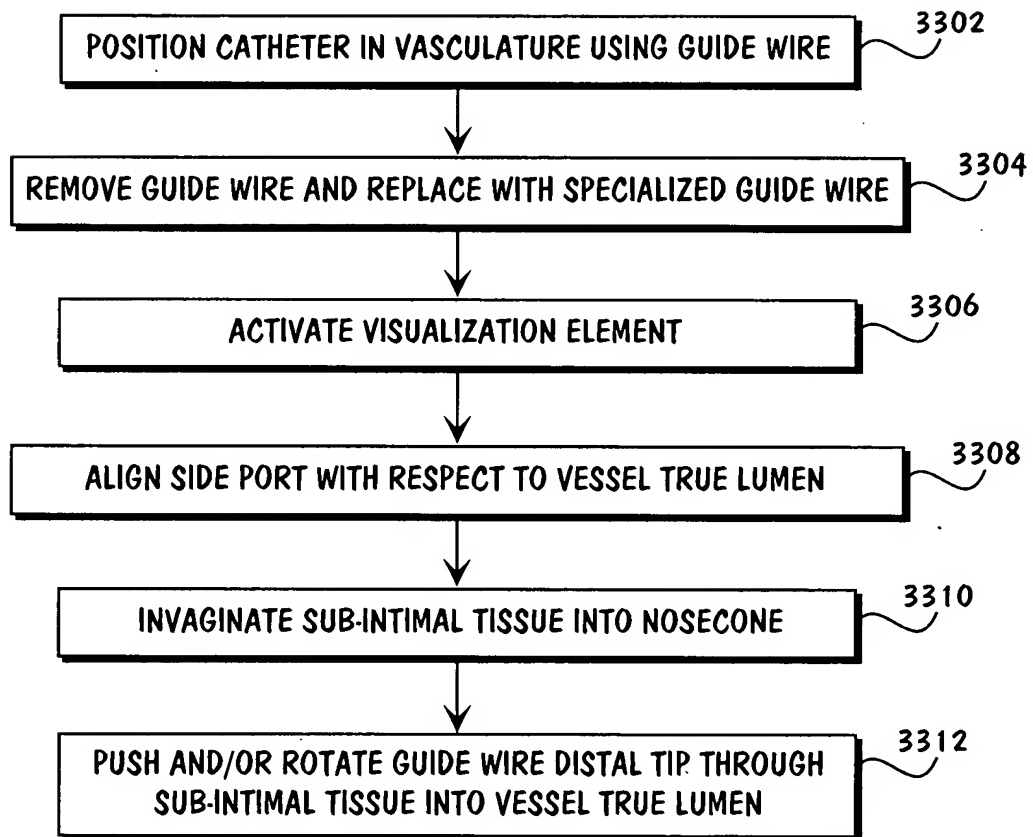 3302
POSITION CATHETER IN VASCULATURE USING GUIDE WIRE
3304
REMOVE GUIDE WIRE AND REPLACE WITH SPECIALIZED GUIDE WIRE
3306
ACTIVATE VISUALIZATION ELEMENT
3308
ALIGN SIDE PORT WITH RESPECT TO VESSEL TRUE LUMEN
3310
INVAGINATE SUB-INTIMAL TISSUE INTO NOSECONE
3312
PUSH AND/OR ROTATE GUIDE WIRE DISTAL TIP THROUGH
SUB-INTIMAL TISSUE INTO VESSEL TRUE LUMEN